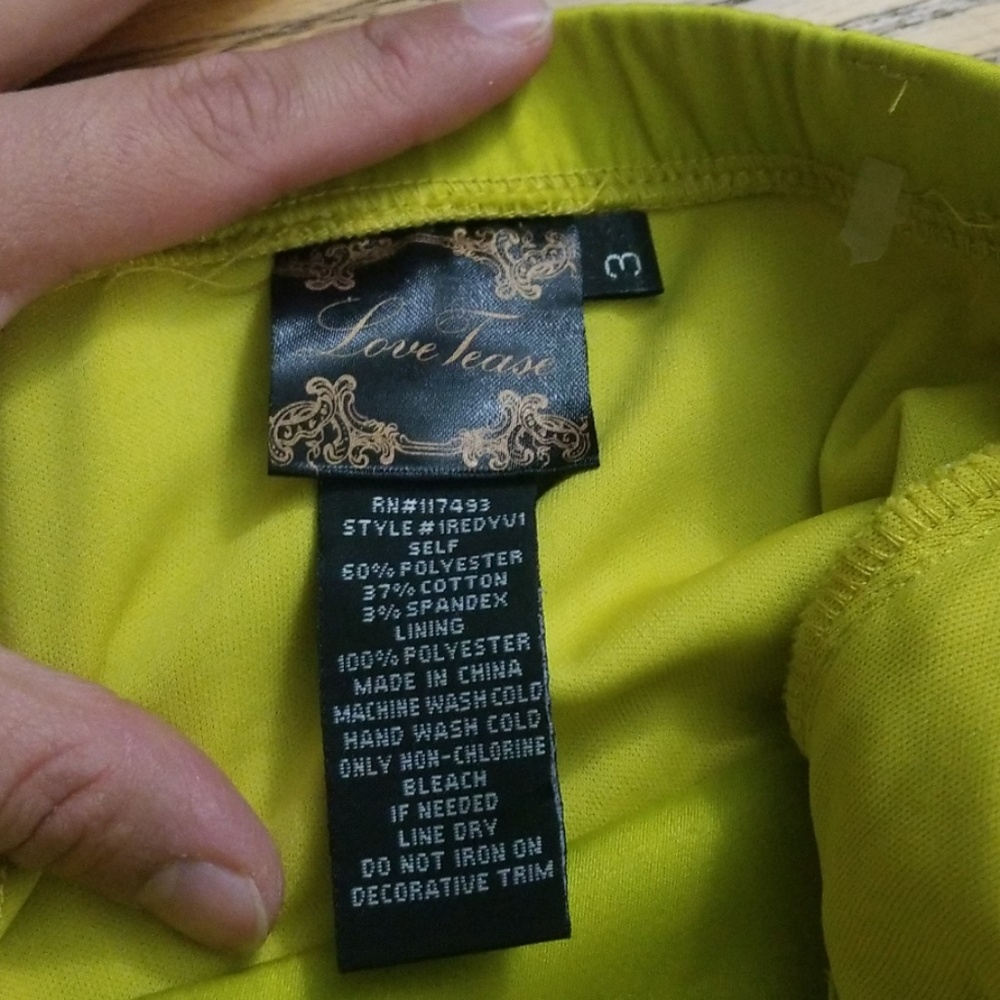 Love Tease
3
RN#117493
STYLE #1REDYU1
SELF
60% POLYESTER
37% COTTON
3% SPANDEX
LINING
100% POLYESTER
MADE IN CHINA
MACHINE WASH COLD
HAND WASH COLD
ONLY NON-CHLORINE
BLEACH
IF NEEDED
LINE DRY
DO NOT IRON ON
DECORATIVE TRIM